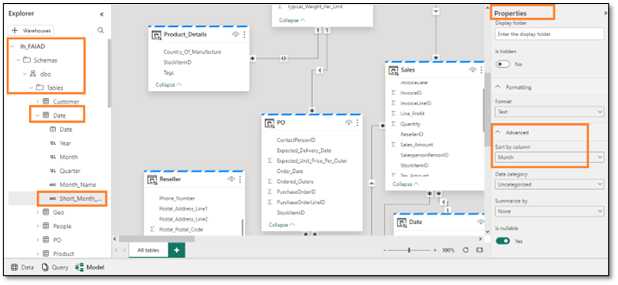 Explorer
+ Warehouses
lh_FAIAD
Schemas
dbo
Tables
Customer
Date
Date
Year
Month
Quarter
Month_Name
Short_Month_...
Geo
People
PO
Product
Data
Query
Model
Product_Details
Country_Of_Manufacture
StockItemID
Tags
Collapse
Typical_Weight_Per_Unit
Collapse
Reseller
Phone_Number
Postal_Address_Line1
Postal_Address_Line2
Postal_Postal_Code
PO
ContactPersonID
Expected_Delivery_Date
Expected_Unit_Price_Per_Outer
Order_Date
Ordered_Outers
PurchaseOrderID
PurchaseOrderLineID
StockItemID
Collapse
Sales
InvoiceDate
InvoiceID
InvoiceLineID
Line_Profit
Quantity
ResellerID
Sales_Amount
SalespersonPersonID
StockItemID
Tax_Amount
Collapse
Date
All tables
+
- + 100%
Properties
Display folder
Enter the display folder
Is hidden
No
Formatting
Format
Text
Advanced
Sort by column
Month
Data category
Uncategorized
Summarize by
None
Is nullable
Yes